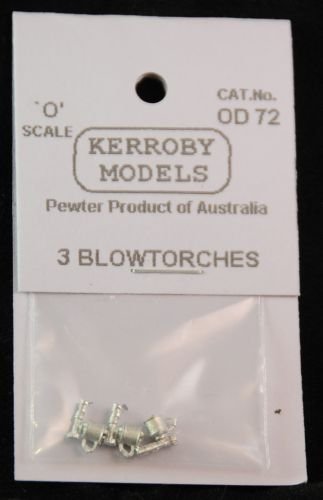 `O'
SCALE
CAT.No.
OD 72
KERROBY
MODELS
Pewter Product of Australia
3 BLOWTORCHES